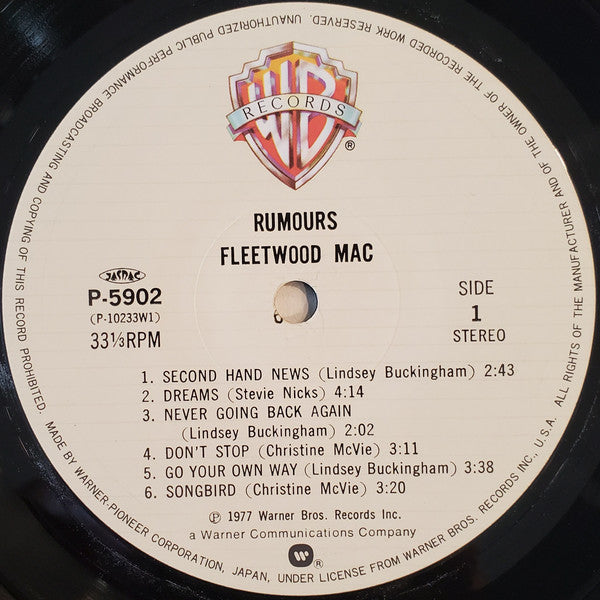 WB
RECORDS
®
RUMOURS
FLEETWOOD MAC
JASRAC
P-5902
(P-10233W1)
33⅓RPM
SIDE
1
STEREO
1. SECOND HAND NEWS (Lindsey Buckingham) 2:43
2. DREAMS (Stevie Nicks) 4:14
3. NEVER GOING BACK AGAIN
(Lindsey Buckingham) 2:02
4. DON'T STOP (Christine McVie) 3:11
5. GO YOUR OWN WAY (Lindsey Buckingham) 3:38
6. SONGBIRD (Christine McVie) 3:20
℗ 1977 Warner Bros. Records Inc.
a Warner Communications Company
®
MADE BY WARNER-PIONEER CORPORATION, JAPAN, UNDER LICENSE FROM WARNER BROS. RECORDS INC., U.S.A. ALL RIGHTS OF THE MANUFACTURER AND OF THE OWNER OF THE RECORDED WORK RESERVED. UNAUTHORIZED PUBLIC PERFORMANCE BROADCASTING AND COPYING OF THIS RECORD PROHIBITED.